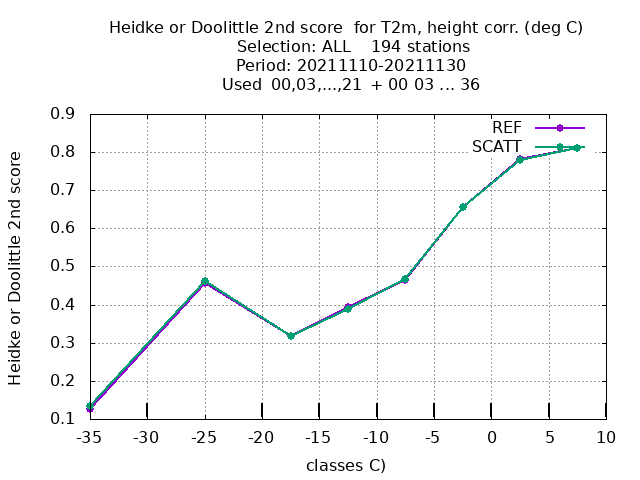 Heidke or Doolittle 2nd score  for T2m, height corr. (deg C)
Selection: ALL    194 stations
Period: 20211110-20211130
Used  00,03,...,21  + 00 03 ... 36
REF
SCATT
Heidke or Doolittle 2nd score
0.9
0.8
0.7
0.6
0.5
0.4
0.3
0.2
0.1
-35 -30 -25 -20 -15 -10 -5 0 5 10
classes C)